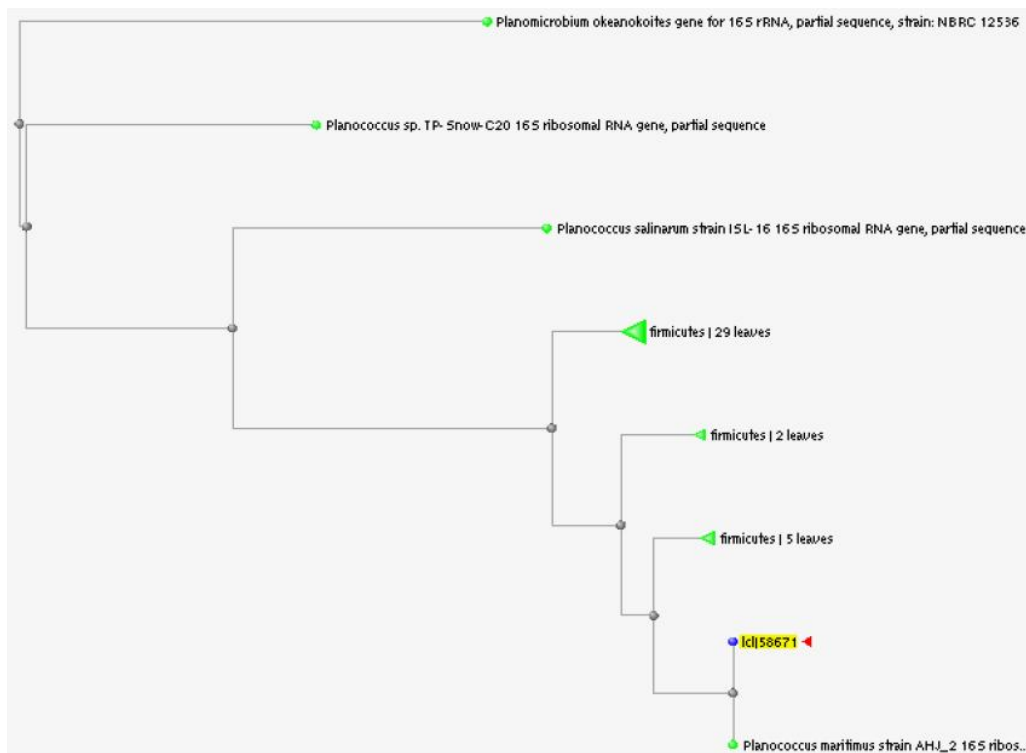 Planomicrobium okeanokoites gene for 16S rRNA, partial sequence, strain: NBRC 12536
Planococcus sp. TP-Snow-C20 16S ribosomal RNA gene, partial sequence
Planococcus salinarum strain ISL-16 16S ribosomal RNA gene, partial sequence
firmicutes | 29 leaves
firmicutes | 2 leaves
firmicutes | 5 leaves
lcl|58671
Planococcus maritimus strain AHJ_2 16S ribos...